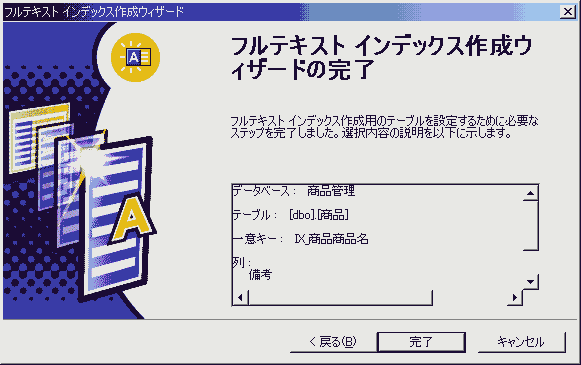 フルテキスト インデックス作成ウィザード
フルテキスト インデックス作成ウ
ィザードの完了
フルテキスト インデックス作成用のテーブルを設定するために必要な
ステップを完了しました。選択内容の説明を以下に示します。
データベース： 商品管理
テーブル： [dbo].[商品]
一意キー： IX_商品商品名
列：
備考
< 戻る(B)
完了
キャンセル